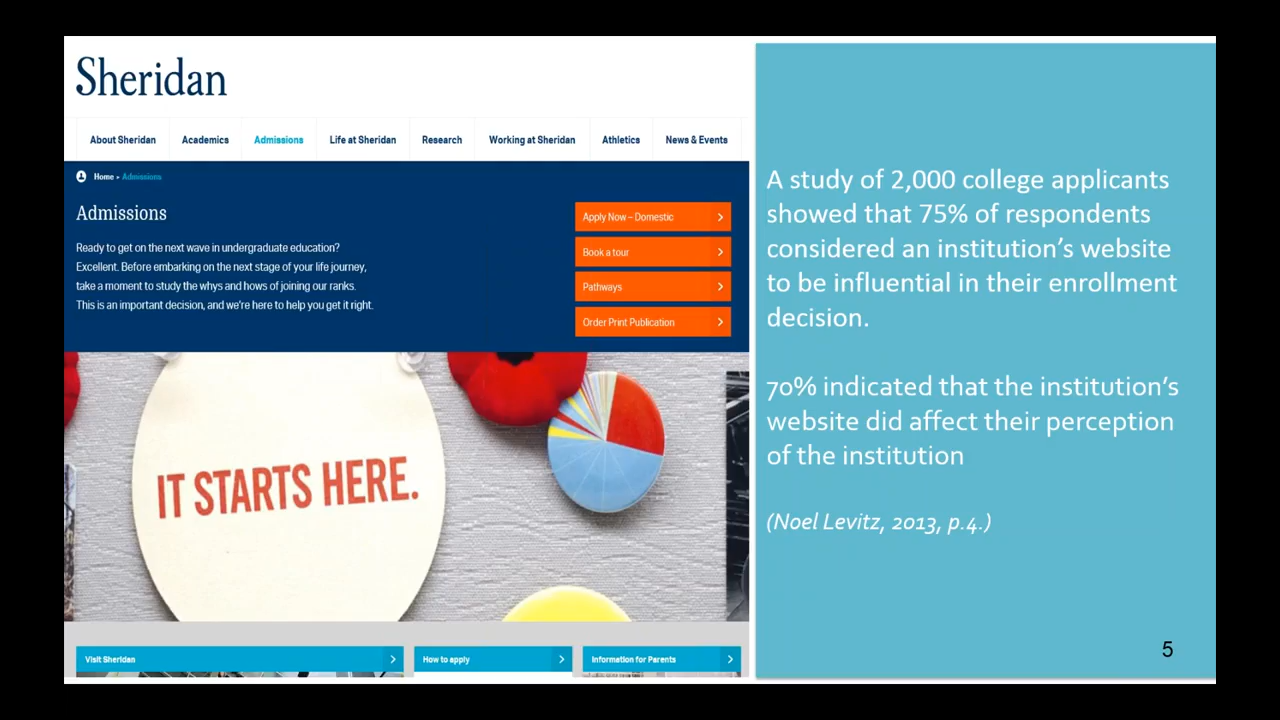 Sheridan
About Sheridan
Academics
Admissions
Life at Sheridan
Research
Working at Sheridan
Athletics
News & Events
Home » Admissions
Admissions
Ready to get on the next wave in undergraduate education?
Excellent. Before embarking on the next stage of your life journey,
take a moment to study the whys and hows of joining our ranks.
This is an important decision, and we're here to help you get it right.
Apply Now – Domestic
Book a tour
Pathways
Order Print Publication
IT STARTS HERE.
Visit Sheridan
How to apply
Information for Parents
A study of 2,000 college applicants
showed that 75% of respondents
considered an institution's website
to be influential in their enrollment
decision.
70% indicated that the institution's
website did affect their perception
of the institution
(Noel Levitz, 2013, p.4.)
5